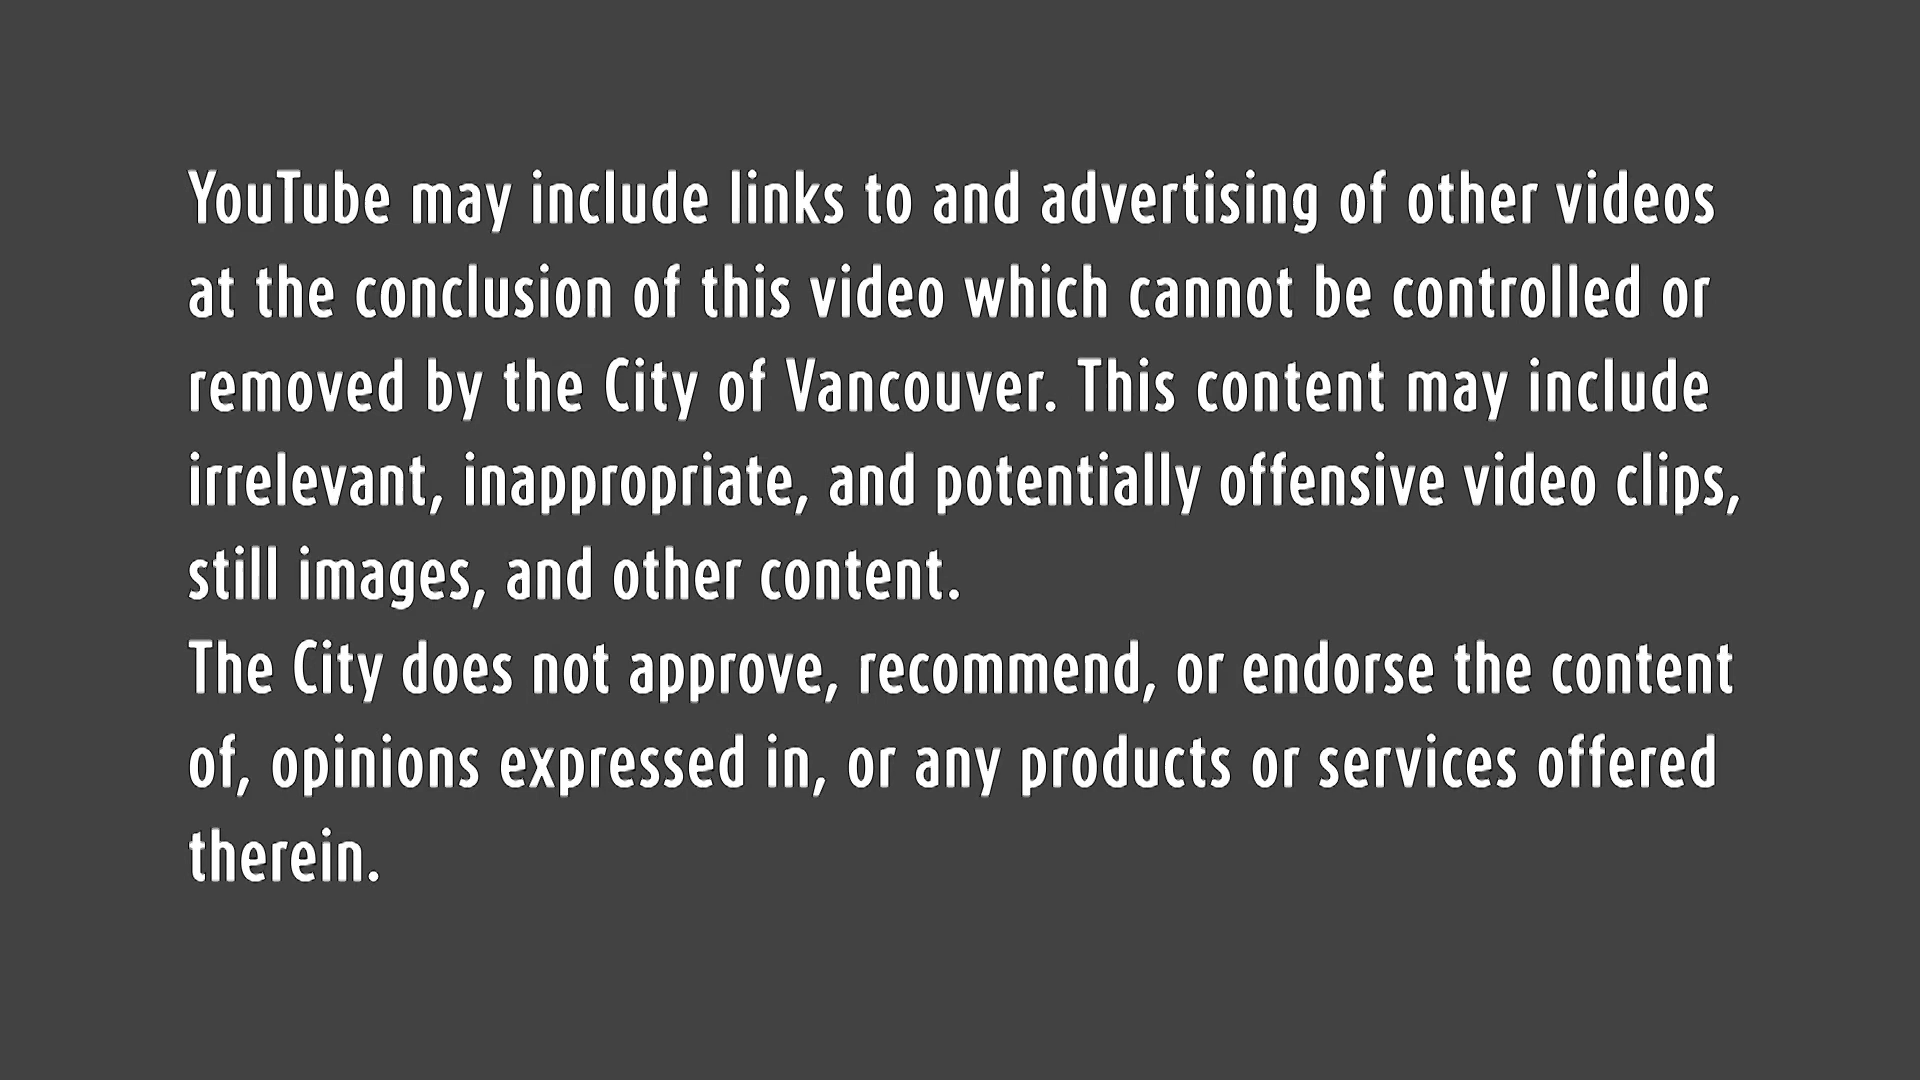 YouTube may include links to and advertising of other videos
at the conclusion of this video which cannot be controlled or
removed by the City of Vancouver. This content may include
irrelevant, inappropriate, and potentially offensive video clips,
still images, and other content.
The City does not approve, recommend, or endorse the content
of, opinions expressed in, or any products or services offered
therein.